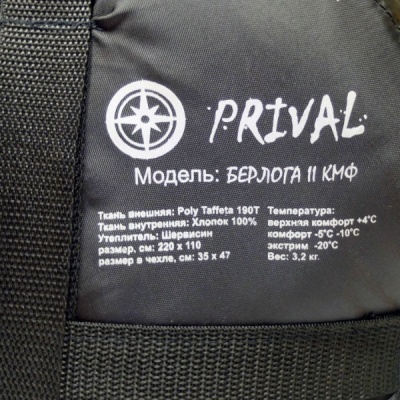 PRIVAL
Модель: БЕРЛОГА II КМФ
Ткань внешняя: Poly Taffeta 190T
Ткань внутренняя: Хлопок 100%
Утеплитель: Шервисин
размер, см: 220 х 110
размер в чехле, см: 35 х 47
Температура:
верхняя комфорт +4°С
комфорт -5°С -10°С
экстрим -20°С
Вес: 3,2 кг.